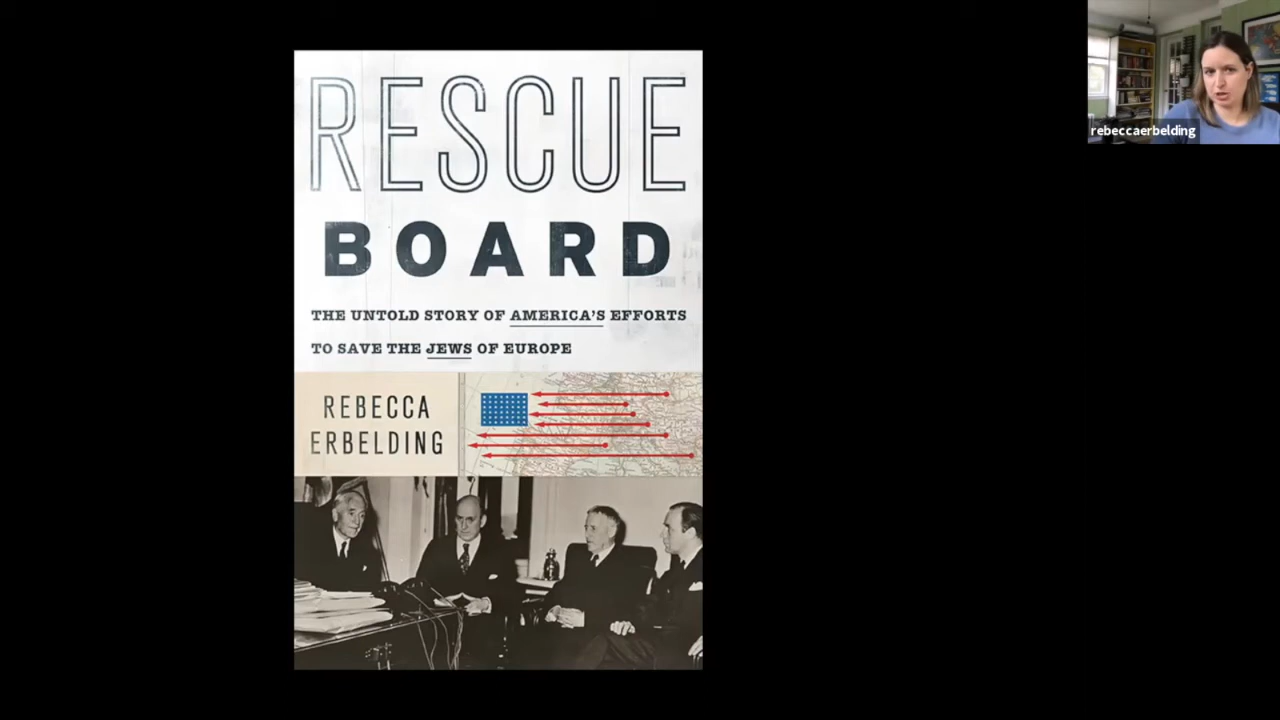 RESCUE
BOARD
THE UNTOLD STORY OF AMERICA'S EFFORTS
TO SAVE THE JEWS OF EUROPE
REBECCA
ERBELDING
rebeccaerbelding